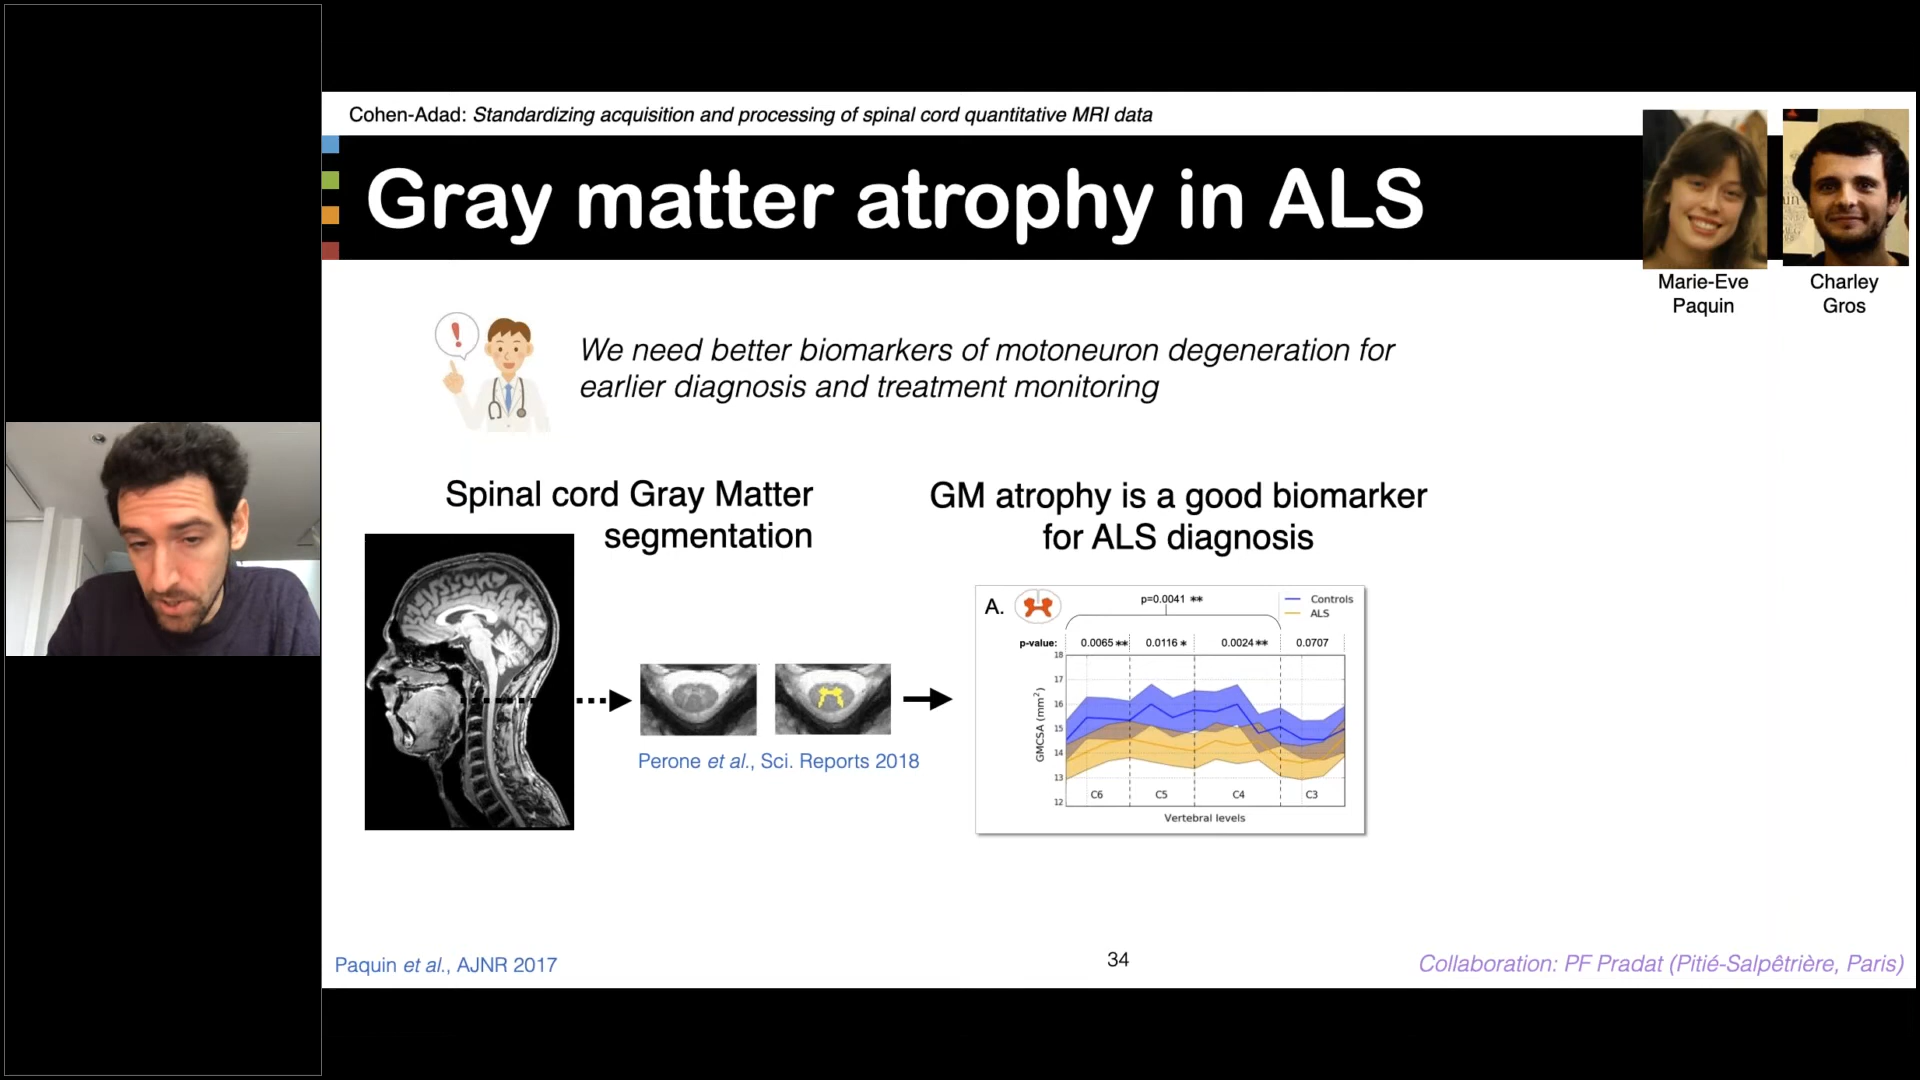 Cohen-Adad: Standardizing acquisition and processing of spinal cord quantitative MRI data
Gray matter atrophy in ALS
Marie-Eve
Paquin
Charley
Gros
!
We need better biomarkers of motoneuron degeneration for
earlier diagnosis and treatment monitoring
Spinal cord Gray Matter
segmentation
GM atrophy is a good biomarker
for ALS diagnosis
A.
p=0.0041 **
Controls
ALS
p-value: 0.0065 ** 0.0116 * 0.0024 ** 0.0707
18
17
16
15
14
13
12
GMCSA (mm²)
C6 C5 C4 C3
Vertebral levels
Perone et al., Sci. Reports 2018
Paquin et al., AJNR 2017
34
Collaboration: PF Pradat (Pitié-Salpêtrière, Paris)